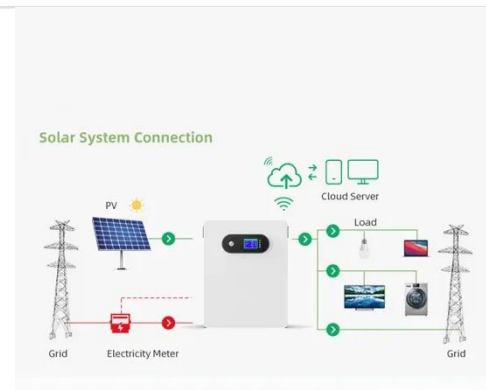 Solar System Connection
Cloud Server
PV
Load
Grid
Electricity Meter
Grid